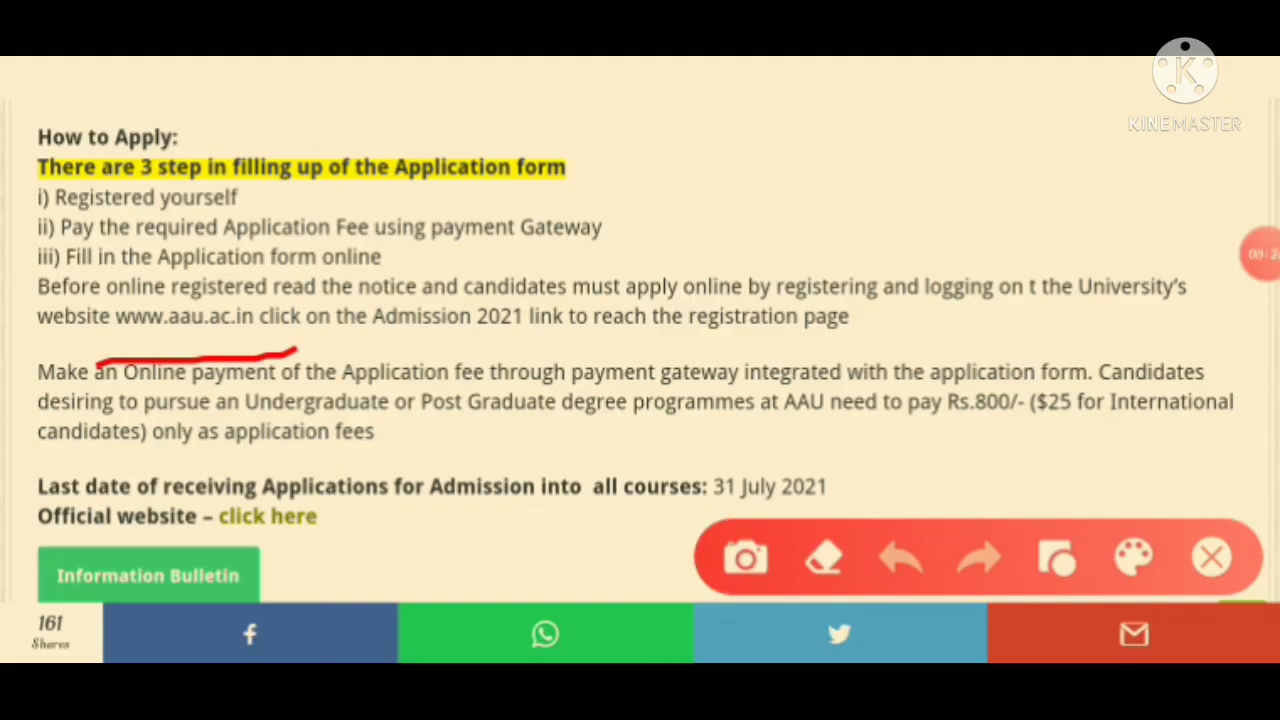 K
KINEMASTER
How to Apply:
There are 3 step in filling up of the Application form
i) Registered yourself
ii) Pay the required Application Fee using payment Gateway
iii) Fill in the Application form online
Before online registered read the notice and candidates must apply online by registering and logging on t the University's
website www.aau.ac.in click on the Admission 2021 link to reach the registration page
Make an Online payment of the Application fee through payment gateway integrated with the application form. Candidates
desiring to pursue an Undergraduate or Post Graduate degree programmes at AAU need to pay Rs.800/- ($25 for International
candidates) only as application fees
Last date of receiving Applications for Admission into all courses: 31 July 2021
Official website – click here
Information Bulletin
161
Shares